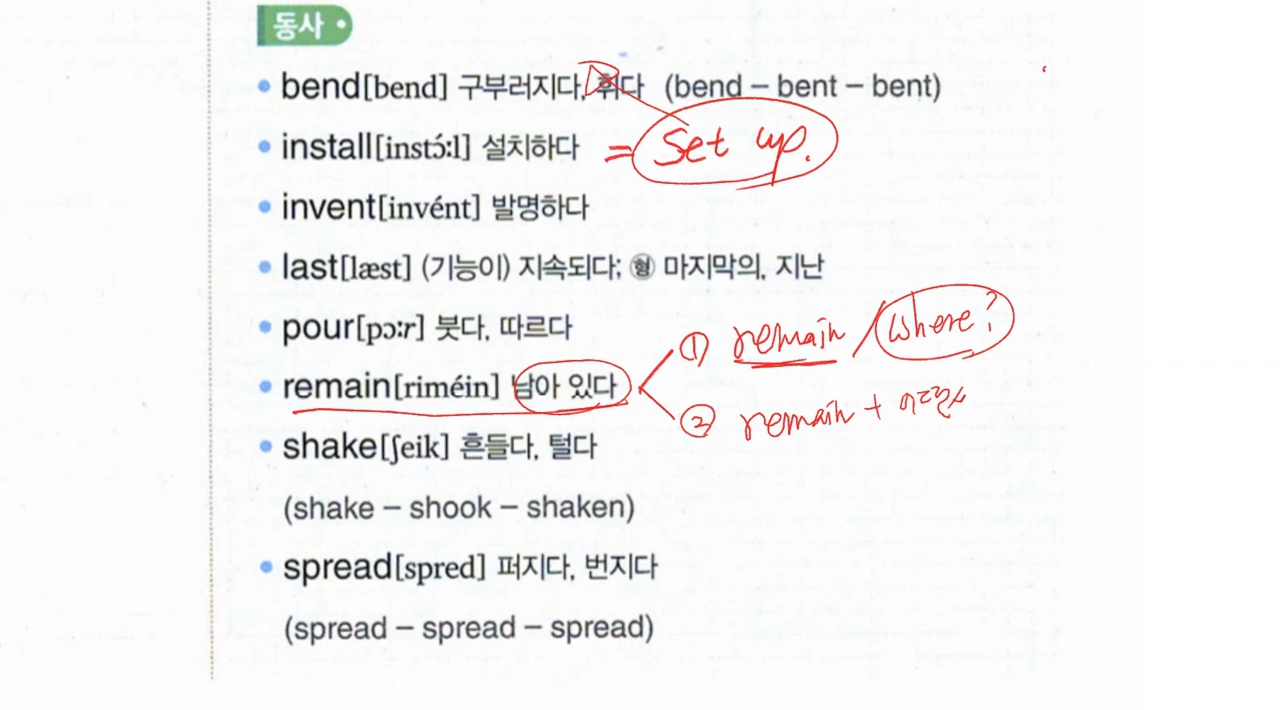 동사
bend[bend] 구부러지다, 휘다 (bend – bent – bent)
install[instɔ́ːl] 설치하다 = Set up.
invent[invént] 발명하다
last[læst] (기능이) 지속되다; 형 마지막의, 지난
pour[pɔːr] 붓다, 따르다
① remain / where?
remain[riméin] 남아 있다
② remain +
shake[ʃeik] 흔들다, 털다
(shake – shook – shaken)
spread[spred] 퍼지다, 번지다
(spread – spread – spread)